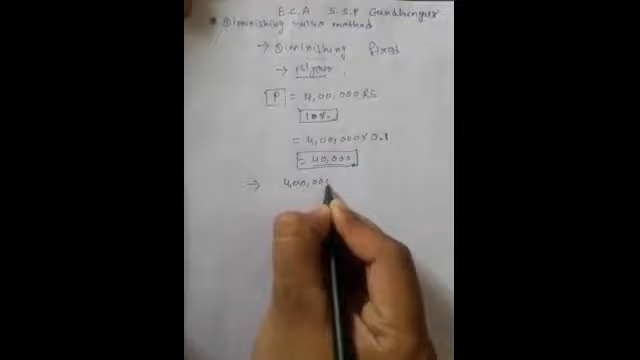 E.C.A S.S.P Gandhinagar
* Diminishing value method
→ Diminishing fixed
→ 1st year
P = 4,00,000 RS
10%.
= 4,00,000 X 0.1
= 40,000
→ 4,00,000